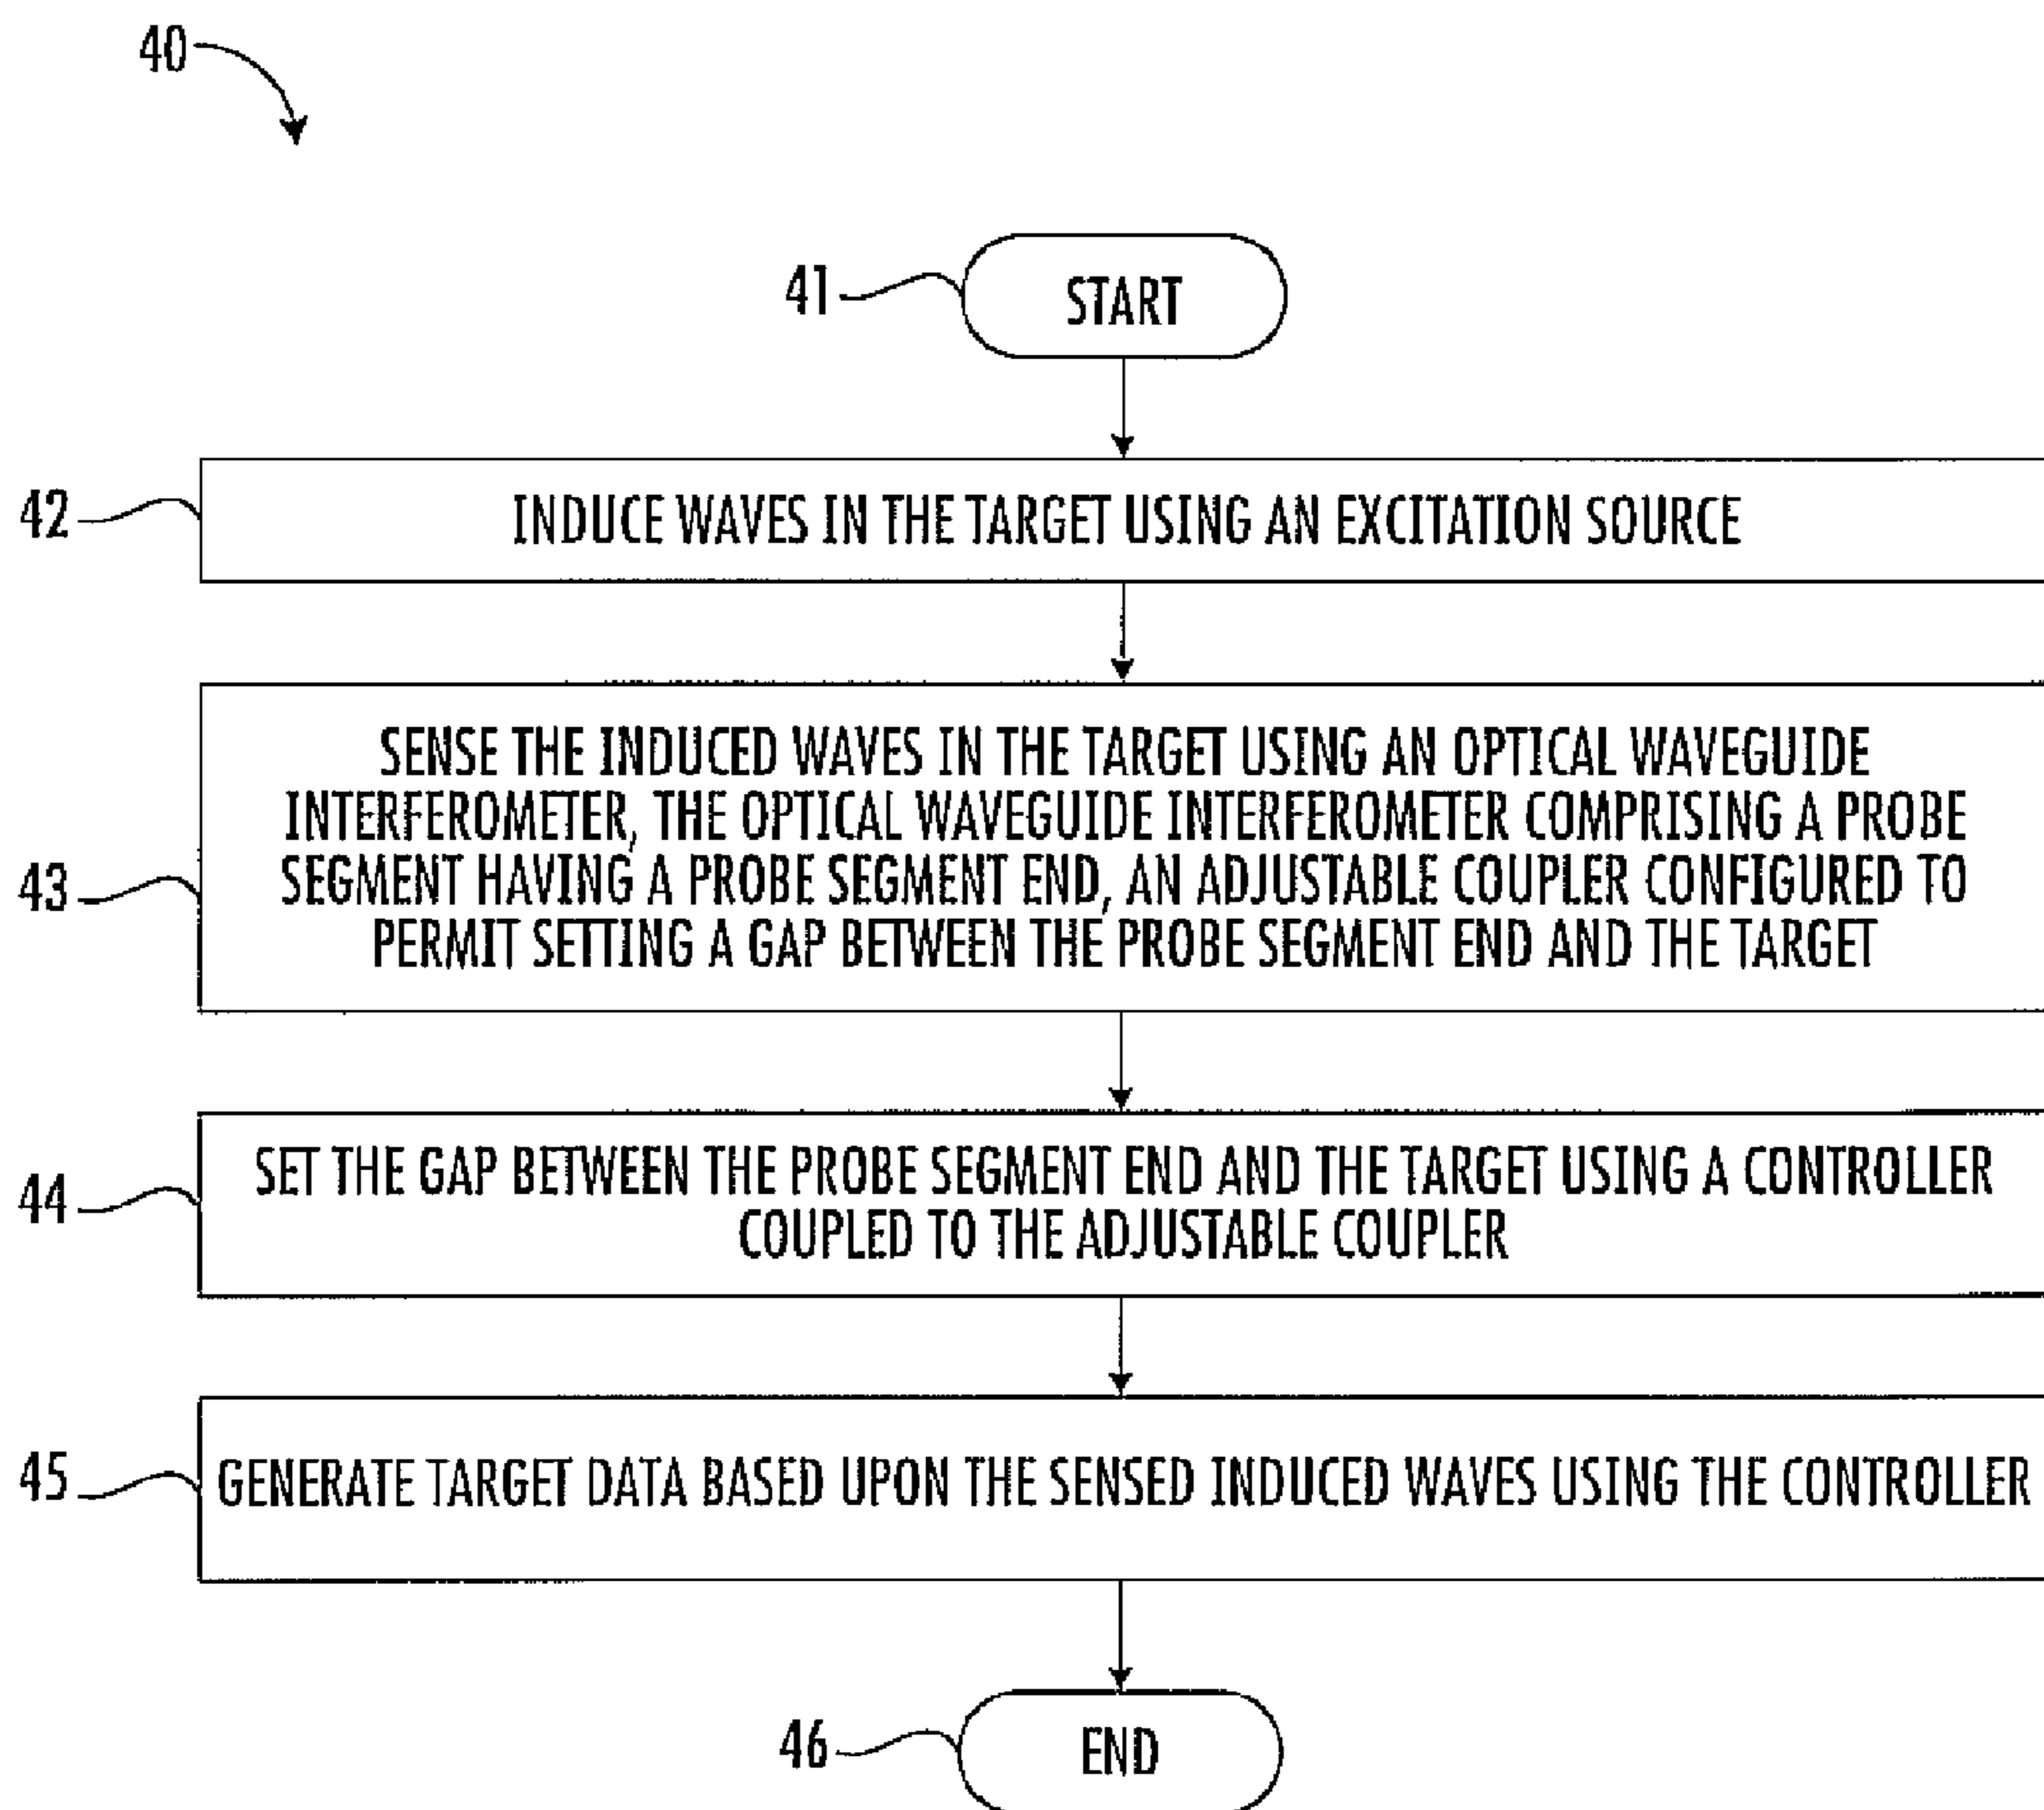 40
41
START
42
INDUCE WAVES IN THE TARGET USING AN EXCITATION SOURCE
43
SENSE THE INDUCED WAVES IN THE TARGET USING AN OPTICAL WAVEGUIDE
INTERFEROMETER, THE OPTICAL WAVEGUIDE INTERFEROMETER COMPRISING A PROBE
SEGMENT HAVING A PROBE SEGMENT END, AN ADJUSTABLE COUPLER CONFIGURED TO
PERMIT SETTING A GAP BETWEEN THE PROBE SEGMENT END AND THE TARGET
44
SET THE GAP BETWEEN THE PROBE SEGMENT END AND THE TARGET USING A CONTROLLER
COUPLED TO THE ADJUSTABLE COUPLER
45
GENERATE TARGET DATA BASED UPON THE SENSED INDUCED WAVES USING THE CONTROLLER
46
END